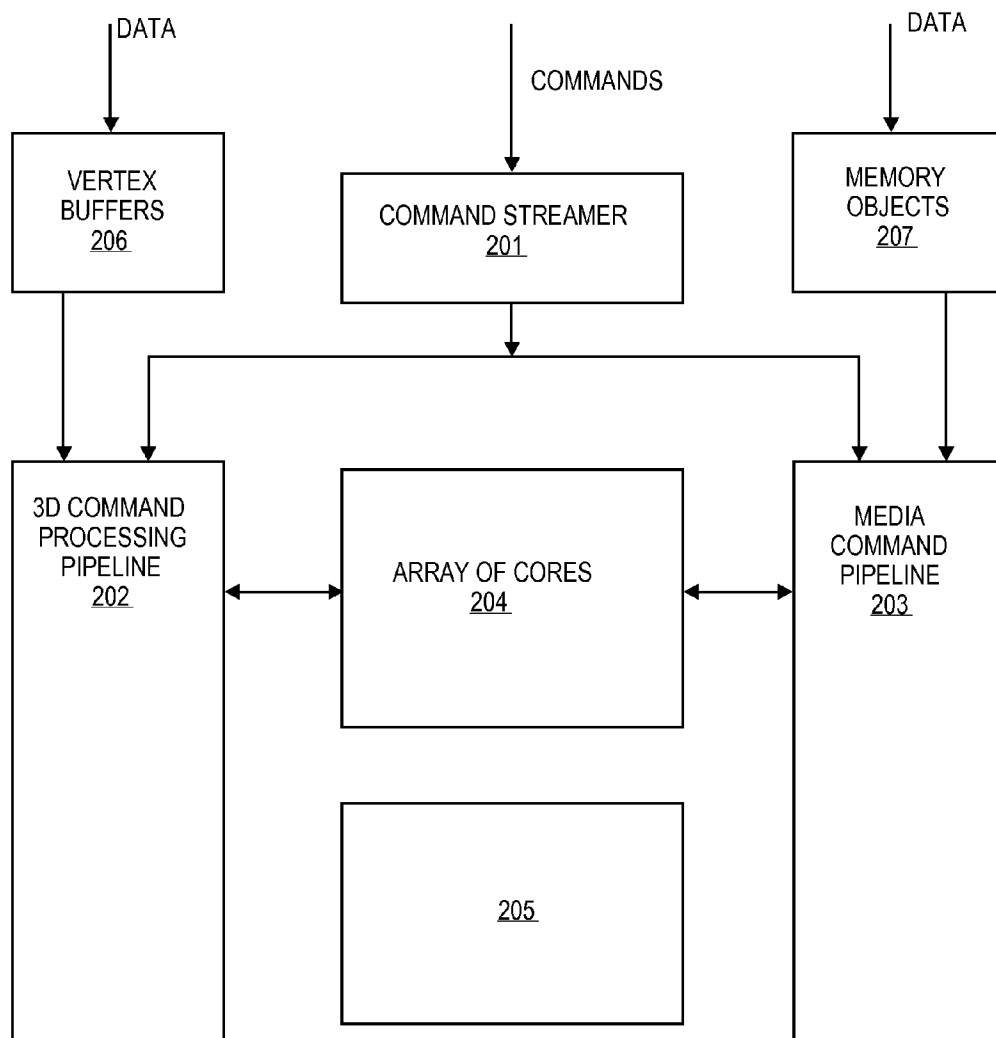 DATA
COMMANDS
DATA
VERTEX
BUFFERS
206
COMMAND STREAMER
201
MEMORY
OBJECTS
207
3D COMMAND
PROCESSING
PIPELINE
202
ARRAY OF CORES
204
MEDIA
COMMAND
PIPELINE
203
205